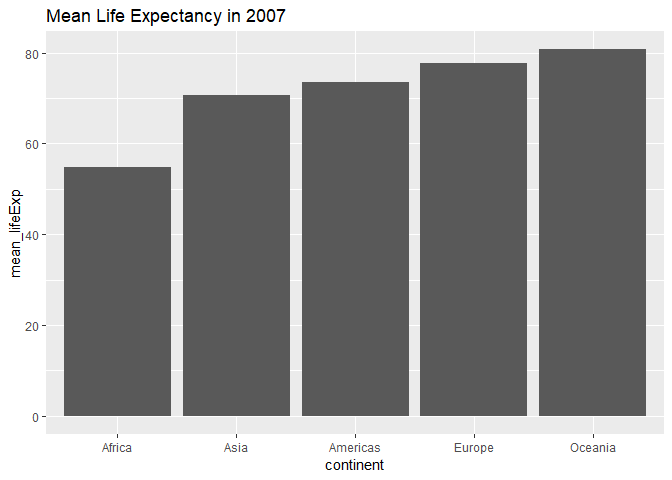 Mean Life Expectancy in 2007
80
60
40
20
0
mean_lifeExp
Africa Asia Americas Europe Oceania
continent